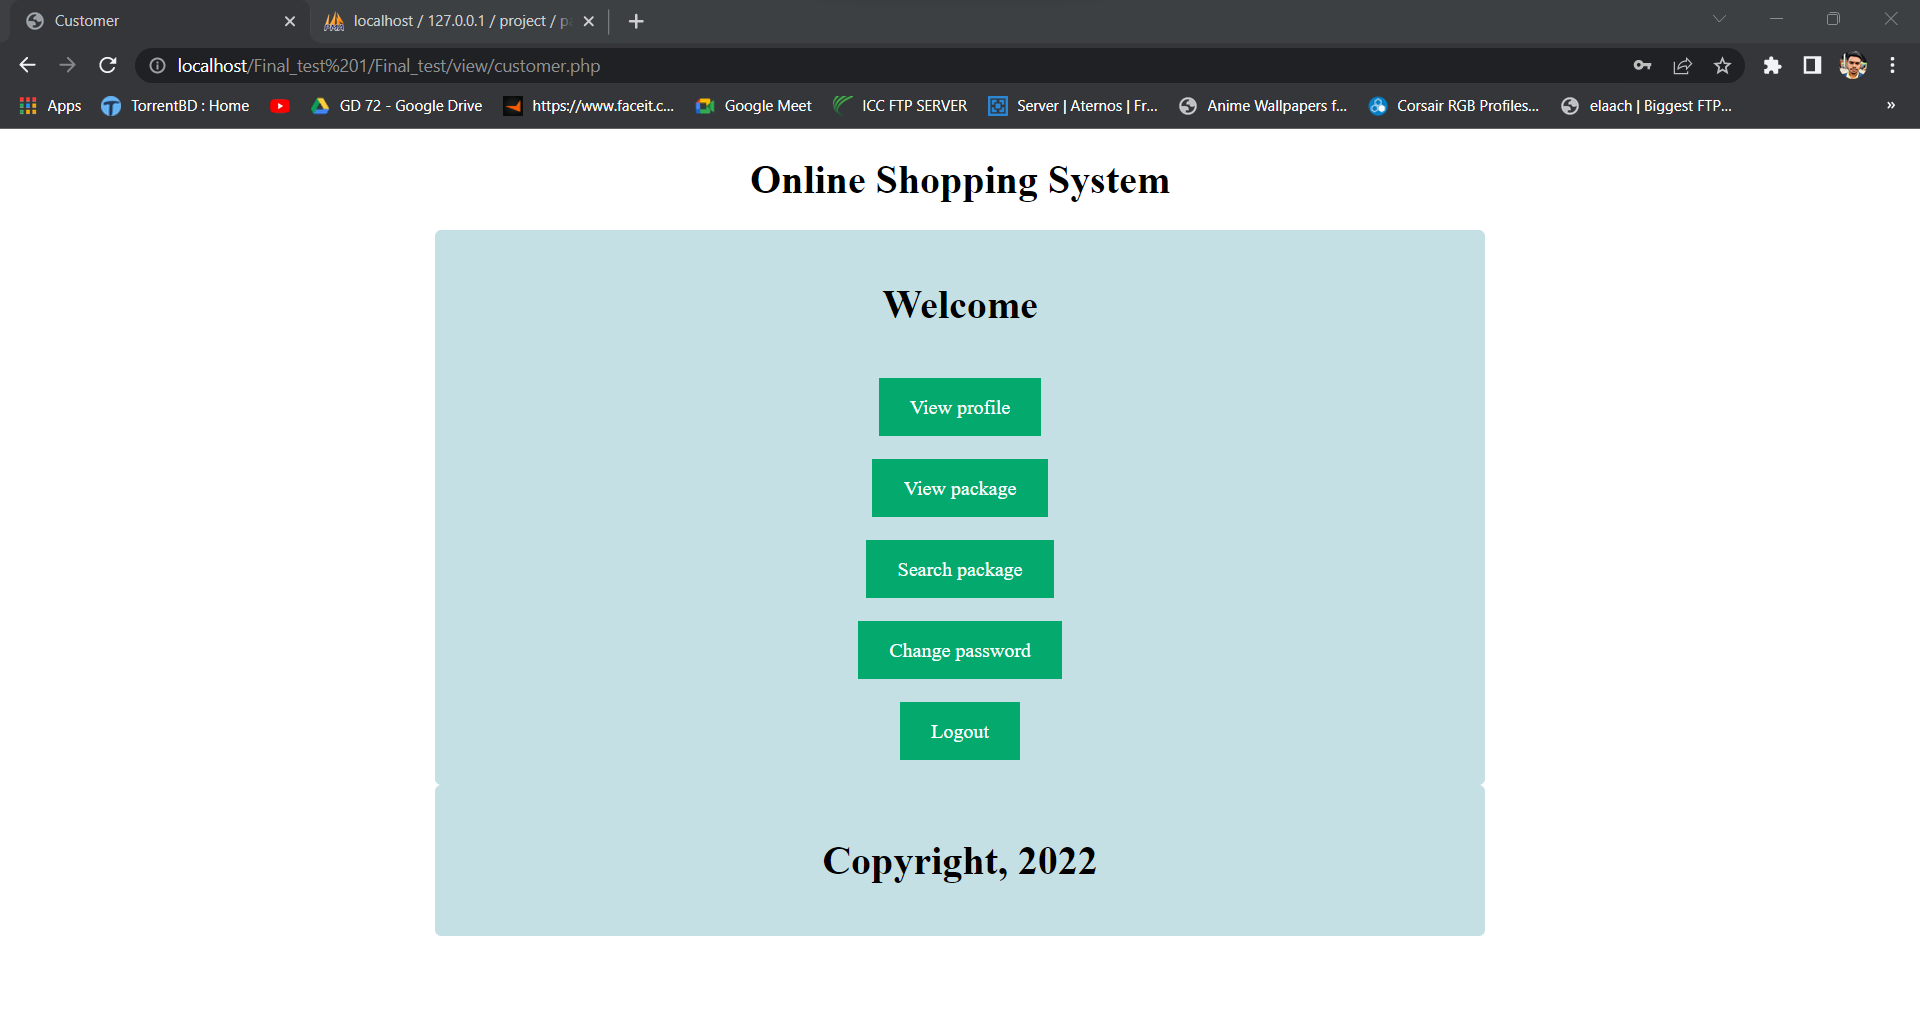 Customer
localhost / 127.0.0.1 / project / pa
localhost/Final_test%201/Final_test/view/customer.php
Apps TorrentBD : Home GD 72 - Google Drive https://www.faceit.c... Google Meet ICC FTP SERVER Server | Aternos | Fr... Anime Wallpapers f... Corsair RGB Profiles... elaach | Biggest FTP... »
Online Shopping System
Welcome
View profile
View package
Search package
Change password
Logout
Copyright, 2022